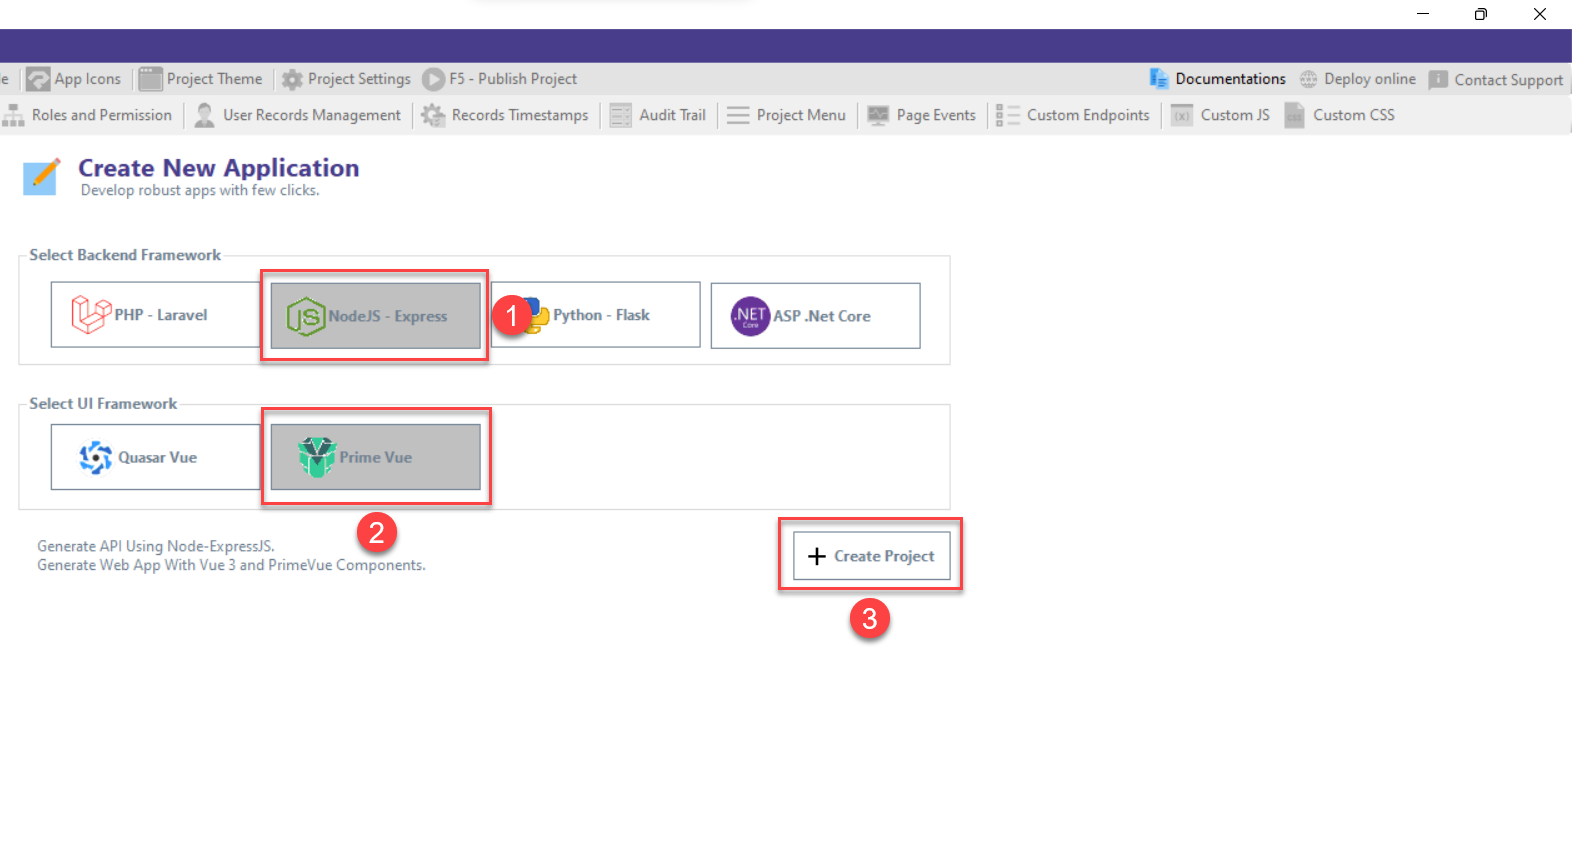 e App Icons Project Theme Project Settings F5 - Publish Project Documentations Deploy online Contact Support
Roles and Permission User Records Management Records Timestamps Audit Trail Project Menu Page Events Custom Endpoints (x) Custom JS CSS Custom CSS
Create New Application
Develop robust apps with few clicks.
Select Backend Framework
PHP - Laravel JS NodeJS - Express 1 Python - Flask .NET Core ASP .Net Core
Select UI Framework
Quasar Vue Prime Vue
2
Generate API Using Node-ExpressJS.
Generate Web App With Vue 3 and PrimeVue Components.
Create Project
3